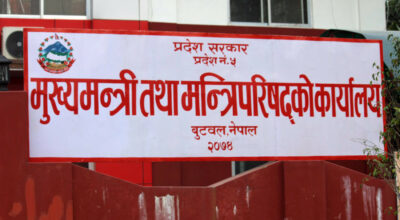 प्रदेश सरकार
प्रदेश नं.५
मुख्यमन्त्री तथा मन्त्रिपरिषद्को कार्यालय
बुटवल, नेपाल
२०७४